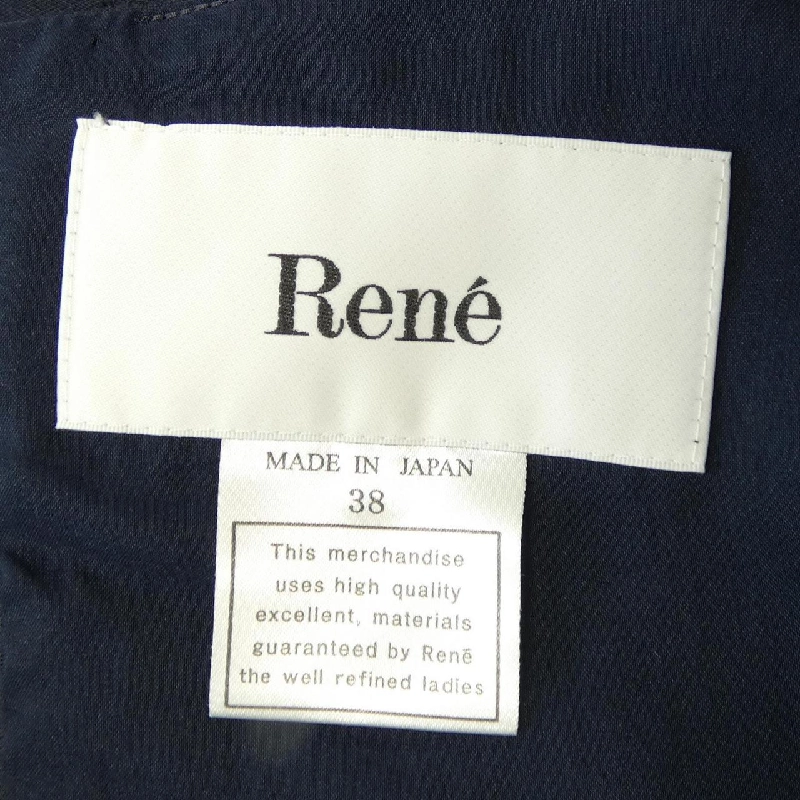 René
MADE IN JAPAN
38
This merchandise
uses high quality
excellent, materials
guaranteed by Renē
the well refined ladies